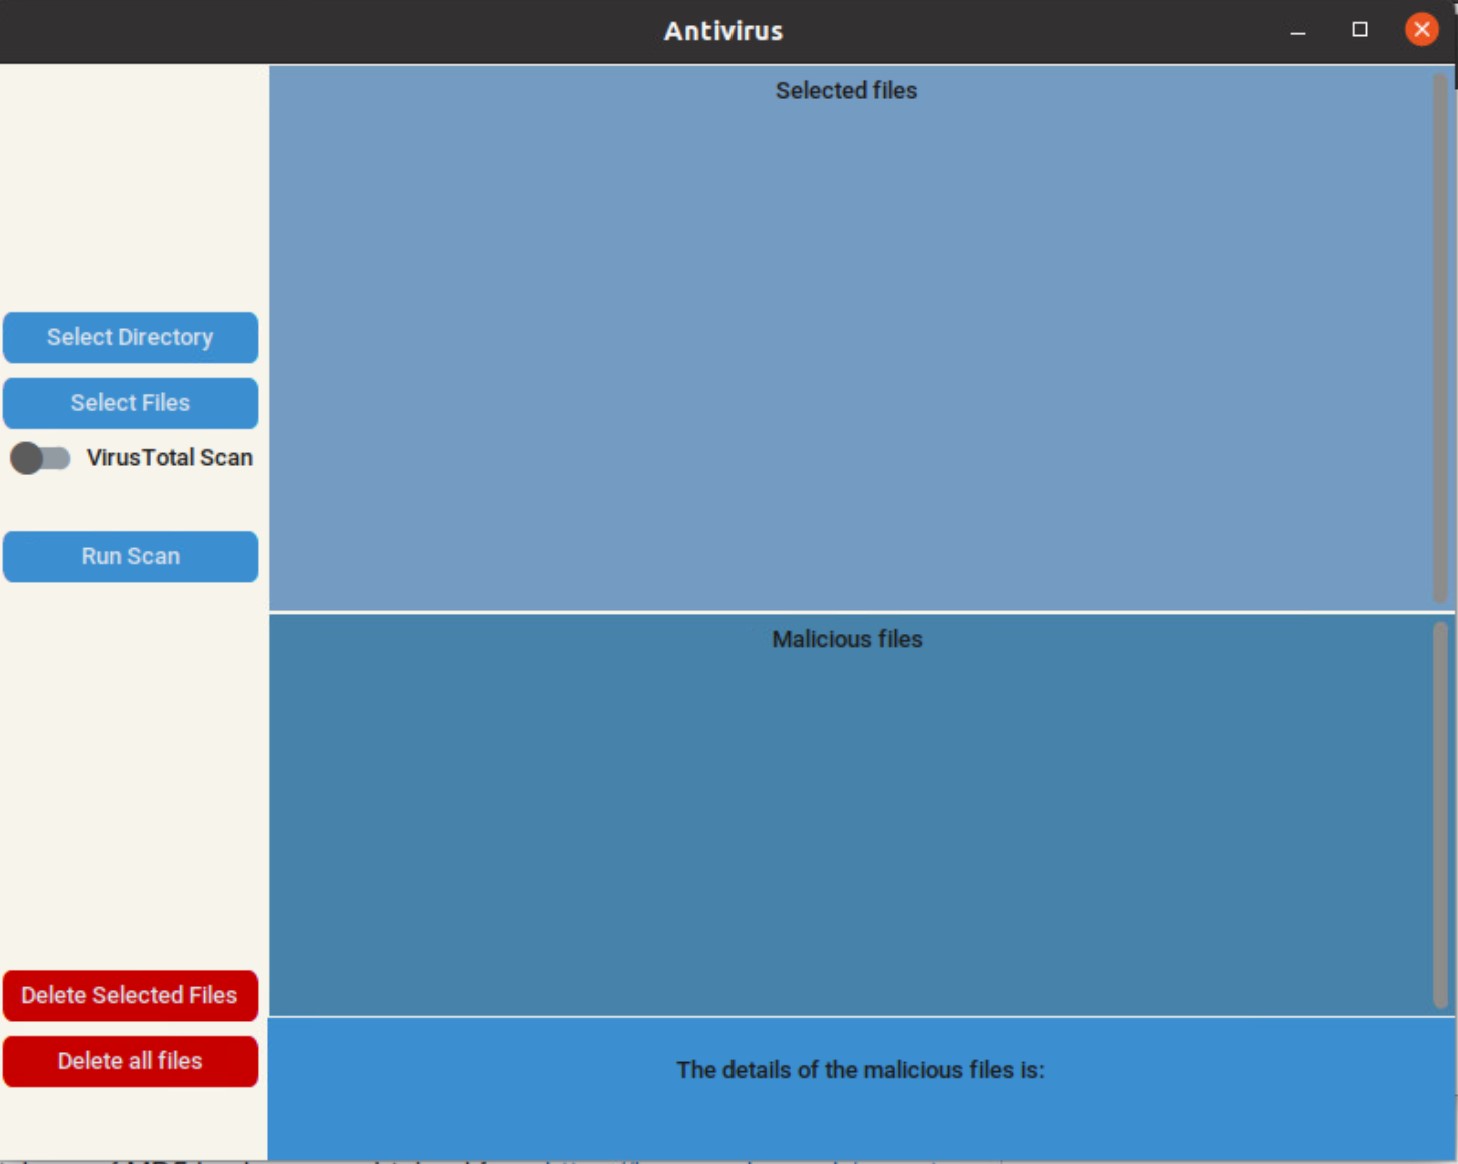 Antivirus
Selected files
Select Directory
Select Files
VirusTotal Scan
Run Scan
Malicious files
Delete Selected Files
Delete all files
The details of the malicious files is: